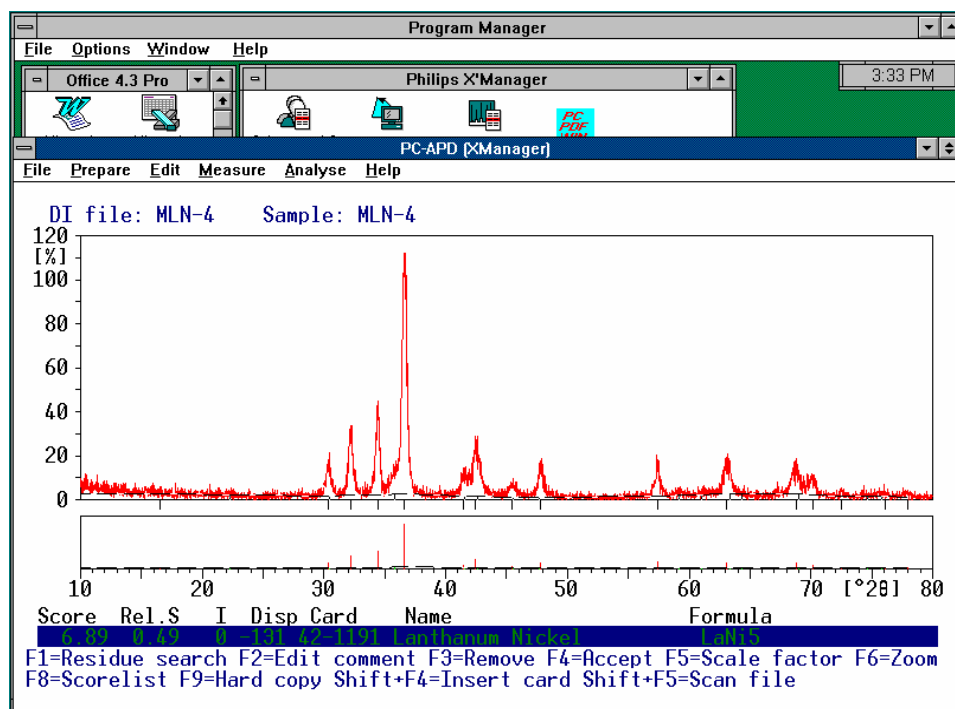 Program Manager
File Options Window Help
Office 4.3 Pro Philips X'Manager 3:33 PM
PC
PDF
WIN
PC-APD (XManager)
File Prepare Edit Measure Analyse Help
DI file: MLN-4 Sample: MLN-4
120
[%]
100
80
60
40
20
0
10 20 30 40 50 60 70 [°2θ] 80
Score Rel.S I Disp Card Name Formula
6.89 0.49 0 -131 42-1191 Lanthanum Nickel LaNi5
F1=Residue search F2=Edit comment F3=Remove F4=Accept F5=Scale factor F6=Zoom
F8=Scorelist F9=Hard copy Shift+F4=Insert card Shift+F5=Scan file